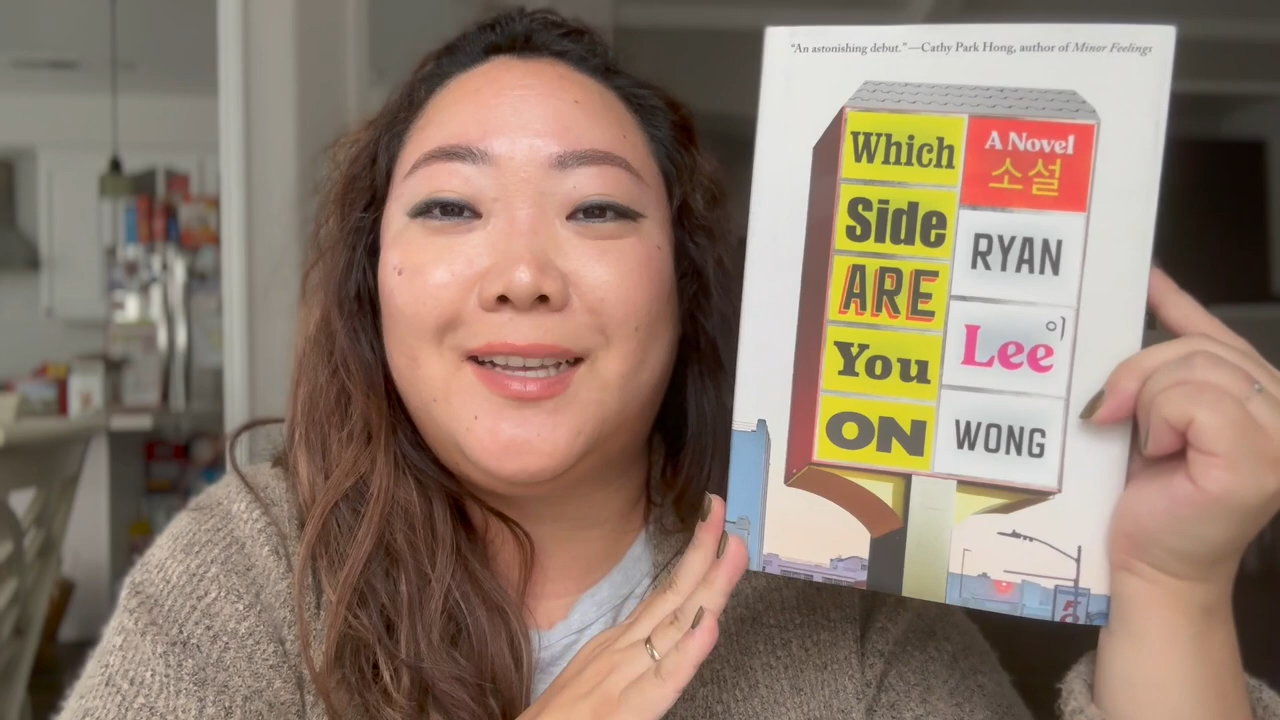 “An astonishing debut.”—Cathy Park Hong, author of Minor Feelings
Which
Side
ARE
You
ON
A Novel
소설
RYAN
Lee 이
WONG